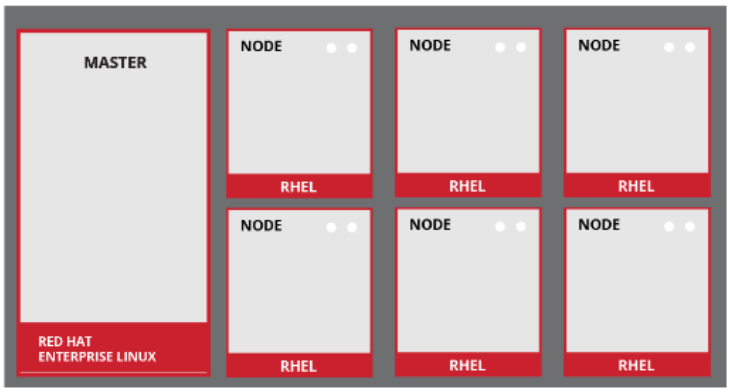 MASTER
RED HAT
ENTERPRISE LINUX
NODE
RHEL
NODE
RHEL
NODE
RHEL
NODE
RHEL
NODE
RHEL
NODE
RHEL